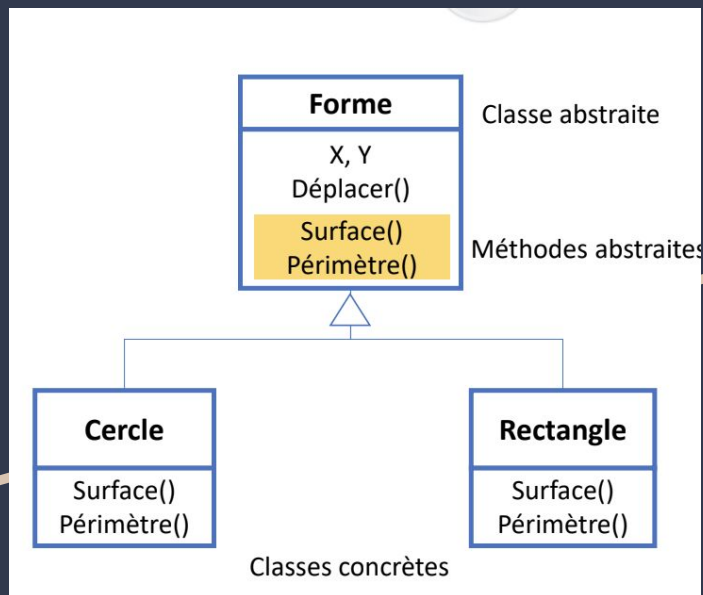 Forme
Classe abstraite
X, Y
Déplacer()
Surface()
Périmètre()
Méthodes abstraites
Cercle
Surface()
Périmètre()
Rectangle
Surface()
Périmètre()
Classes concrètes